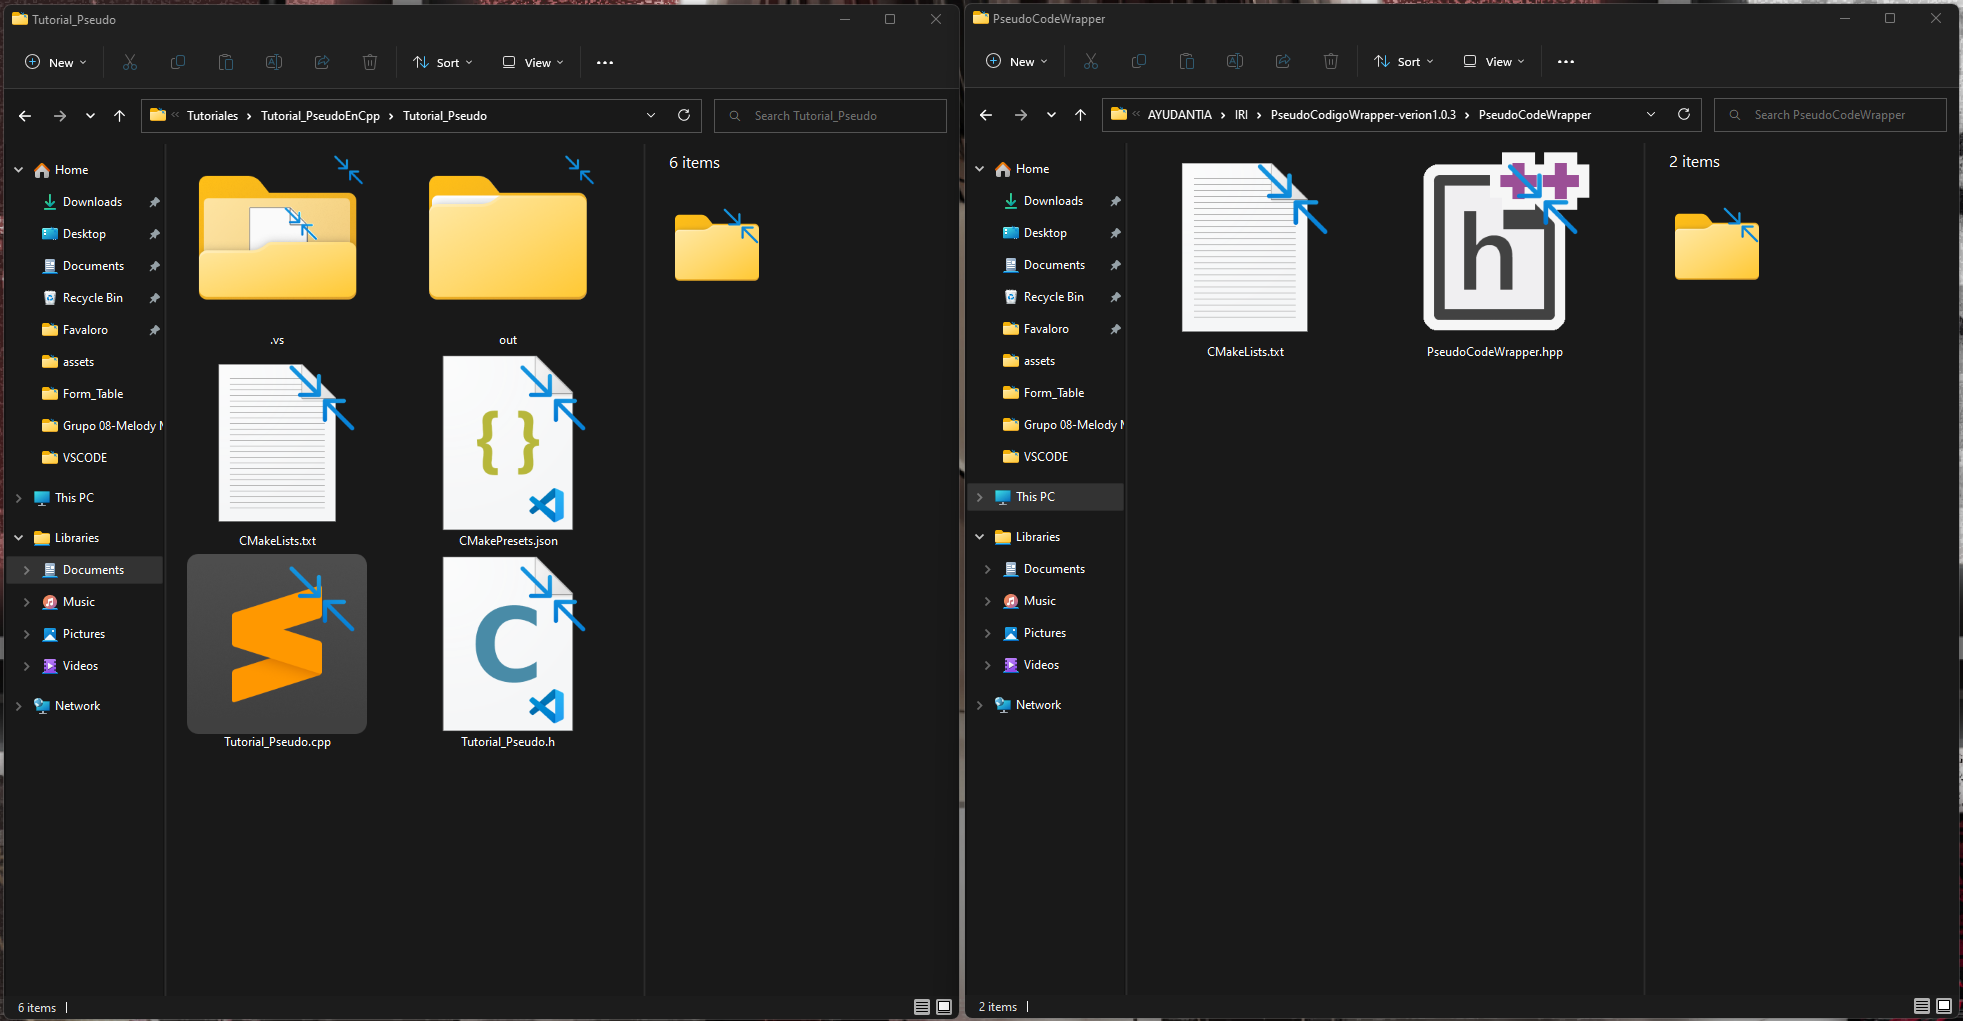 Tutorial_Pseudo
New
Sort
View
Tutoriales > Tutorial_PseudoEnCpp > Tutorial_Pseudo
Search Tutorial_Pseudo
Home
Downloads
Desktop
Documents
Recycle Bin
Favaloro
assets
Form_Table
Grupo 08-Melody M
VSCODE
This PC
Libraries
Documents
Music
Pictures
Videos
Network
.vs
out
CMakeLists.txt
{ }
CMakePresets.json
Tutorial_Pseudo.cpp
C
Tutorial_Pseudo.h
6 items
6 items
PseudoCodeWrapper
New
Sort
View
AYUDANTIA > IRI > PseudoCodigoWrapper-verion1.0.3 > PseudoCodeWrapper
Search PseudoCodeWrapper
Home
Downloads
Desktop
Documents
Recycle Bin
Favaloro
assets
Form_Table
Grupo 08-Melody M
VSCODE
This PC
Libraries
Documents
Music
Pictures
Videos
Network
CMakeLists.txt
h
PseudoCodeWrapper.hpp
2 items
2 items